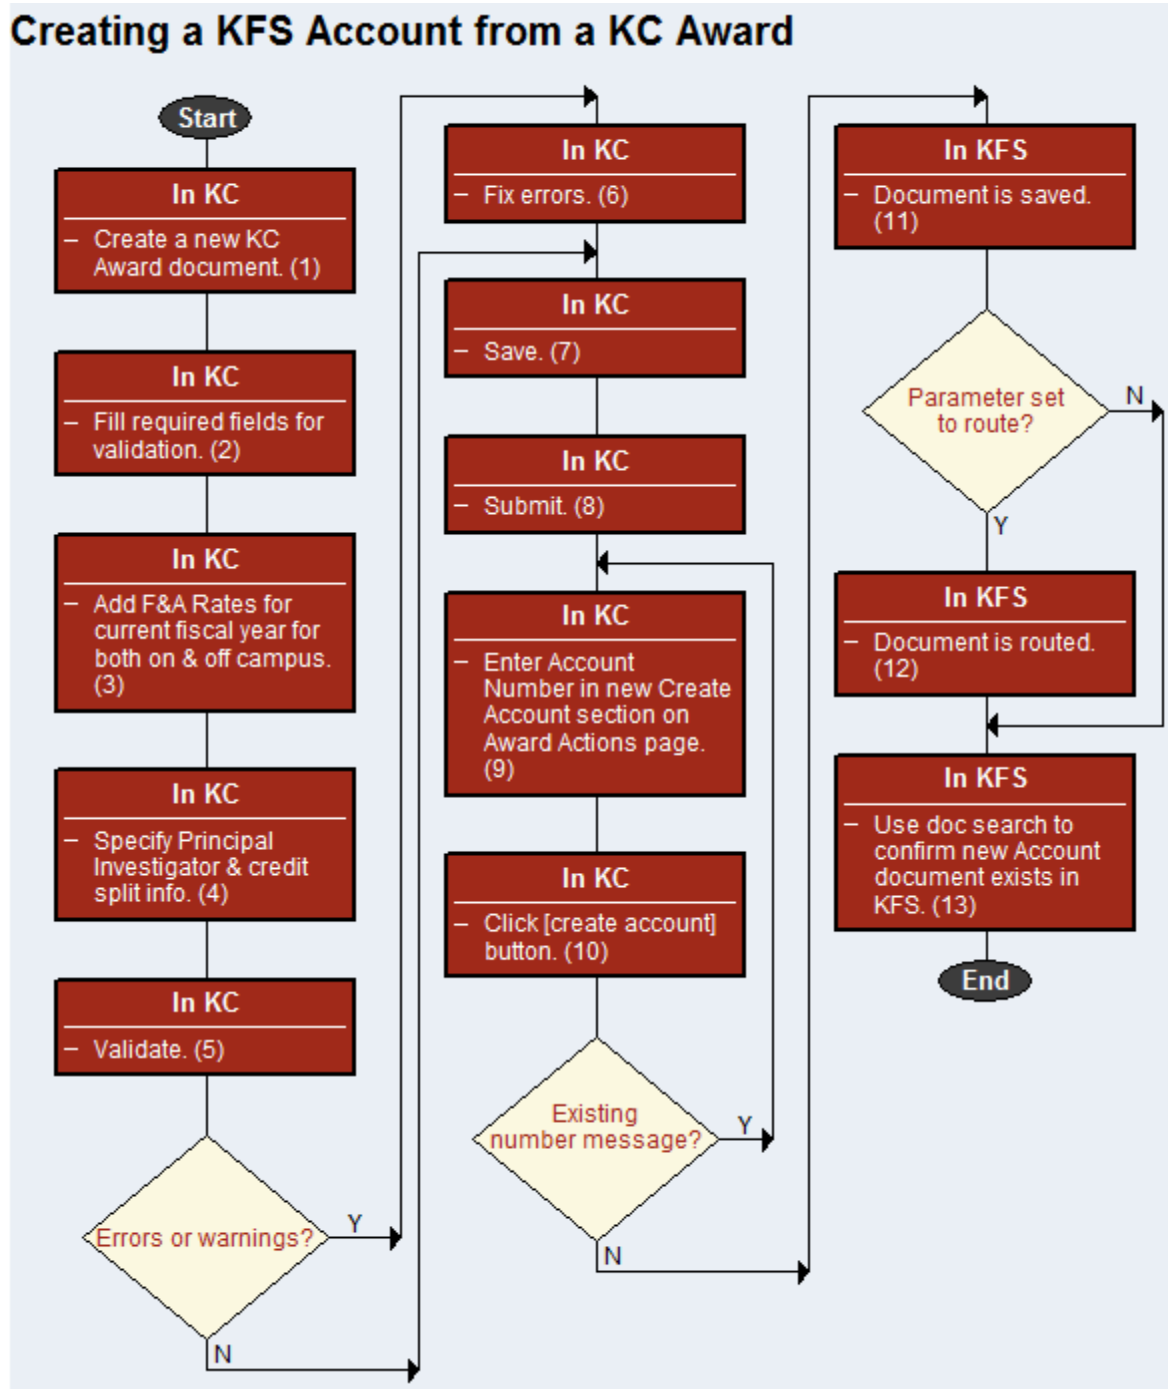 Creating a KFS Account from a KC Award
Start
In KC
– Create a new KC
Award document. (1)
In KC
– Fill required fields for
validation. (2)
In KC
– Add F&A Rates for
current fiscal year for
both on & off campus.
(3)
In KC
– Specify Principal
Investigator & credit
split info. (4)
In KC
– Validate. (5)
Errors or warnings?
Y
N
In KC
– Fix errors. (6)
In KC
– Save. (7)
In KC
– Submit. (8)
In KC
– Enter Account
Number in new Create
Account section on
Award Actions page.
(9)
In KC
– Click [create account]
button. (10)
Existing
number message?
Y
N
In KFS
– Document is saved.
(11)
Parameter set
to route?
N
Y
In KFS
– Document is routed.
(12)
In KFS
– Use doc search to
confirm new Account
document exists in
KFS. (13)
End